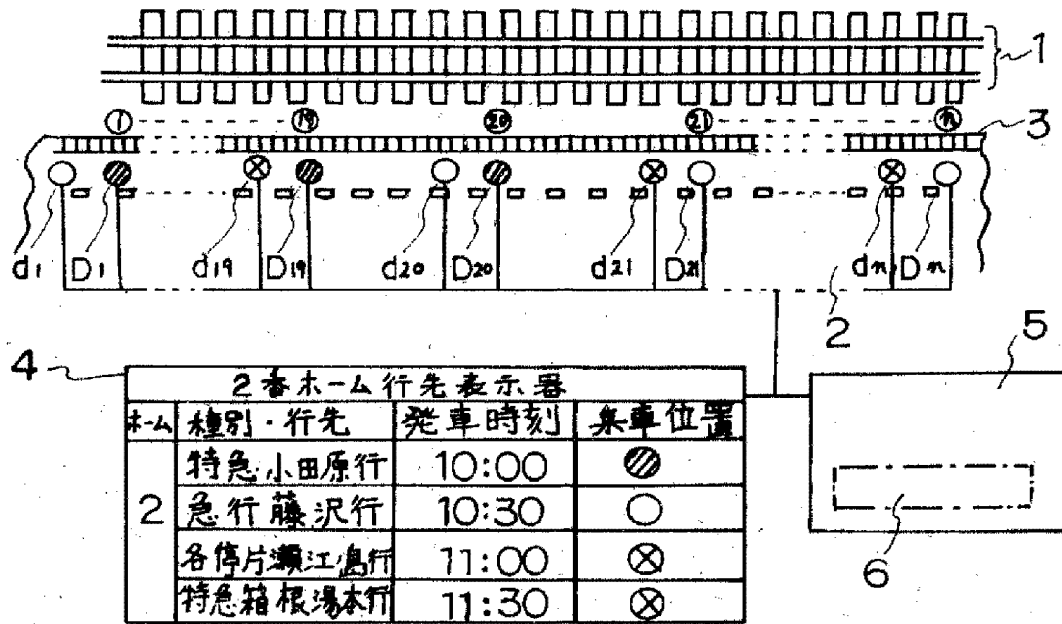 1
① ⑲ ⑳ ㉑ ⓝ
3
d1 D1 d19 D19 d20 D20 d21 D21 dn Dn
2
5
4
2番ホーム行先表示器
ホーム 種別・行先 発車時刻 乗車位置
2
特急小田原行 10:00
急行藤沢行 10:30
各停片瀬江ノ島行 11:00
特急箱根湯本行 11:30
6